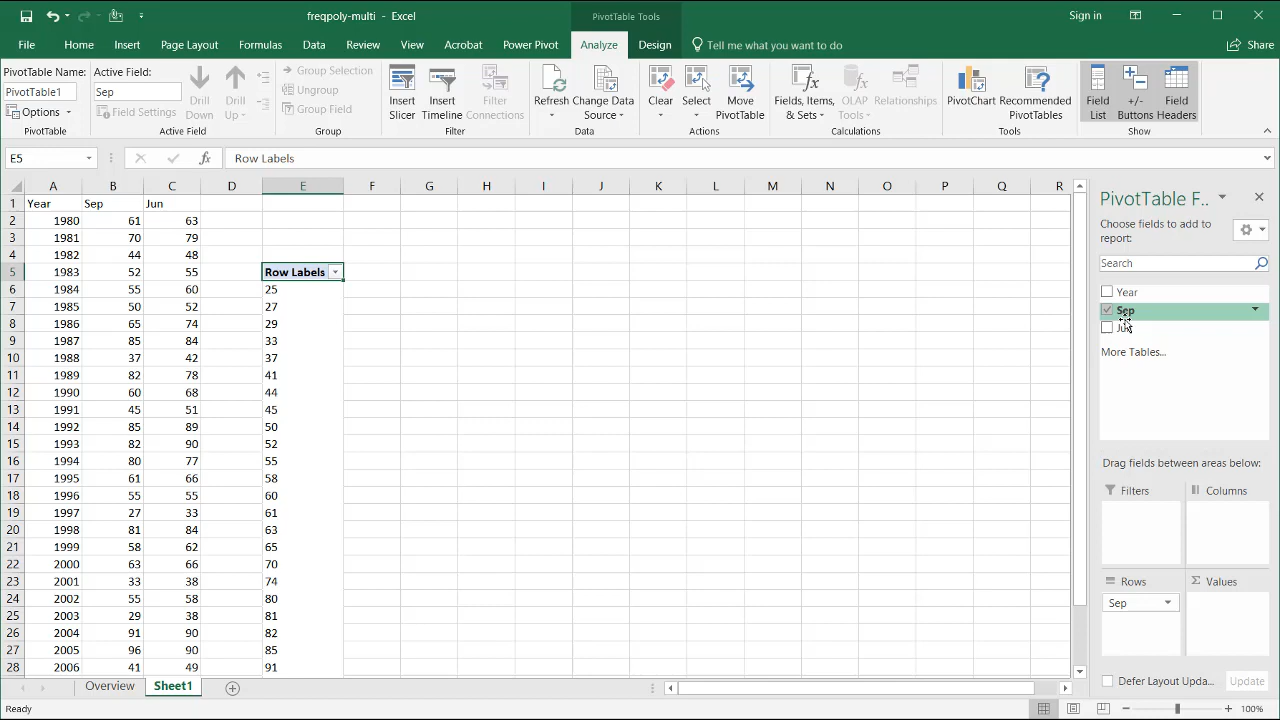 freqpoly-multi - Excel
PivotTable Tools
Sign in
File
Home
Insert
Page Layout
Formulas
Data
Review
View
Acrobat
Power Pivot
Analyze
Design
Tell me what you want to do
Share
PivotTable Name:
PivotTable1
Options
PivotTable
Active Field:
Sep
Field Settings
Drill Down
Drill Up
Active Field
Group Selection
Ungroup
Group Field
Group
Insert Slicer
Insert Timeline
Filter Connections
Filter
Refresh
Change Data Source
Data
Clear
Select
Move PivotTable
Actions
Fields, Items, & Sets
OLAP Tools
Relationships
Calculations
PivotChart
Recommended PivotTables
Tools
Field List
+/- Buttons
Field Headers
Show
E5
fx
Row Labels
A B C D E F G H I J K L M N O P Q R
1 Year Sep Jun
2 1980 61 63
3 1981 70 79
4 1982 44 48
5 1983 52 55 Row Labels
6 1984 55 60 25
7 1985 50 52 27
8 1986 65 74 29
9 1987 85 84 33
10 1988 37 42 37
11 1989 82 78 41
12 1990 60 68 44
13 1991 45 51 45
14 1992 85 89 50
15 1993 82 90 52
16 1994 80 77 55
17 1995 61 66 58
18 1996 55 55 60
19 1997 27 33 61
20 1998 81 84 63
21 1999 58 62 65
22 2000 63 66 70
23 2001 33 38 74
24 2002 55 58 80
25 2003 29 38 81
26 2004 91 90 82
27 2005 96 90 85
28 2006 41 49 91
PivotTable F...
Choose fields to add to
report:
Search
Year
Sep
Jun
More Tables...
Drag fields between areas below:
Filters
Columns
Rows
Σ Values
Sep
Defer Layout Upda...
Update
Overview
Sheet1
Ready
100%